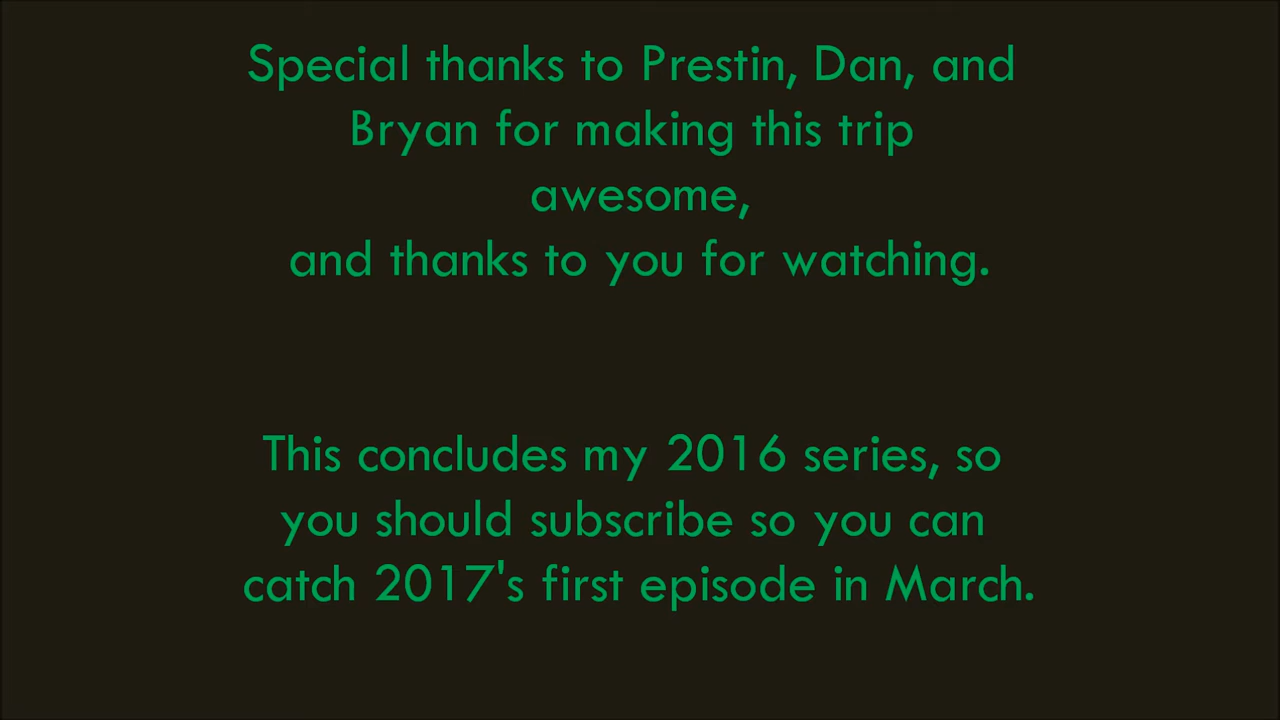 Special thanks to Prestin, Dan, and
Bryan for making this trip
awesome,
and thanks to you for watching.
This concludes my 2016 series, so
you should subscribe so you can
catch 2017's first episode in March.